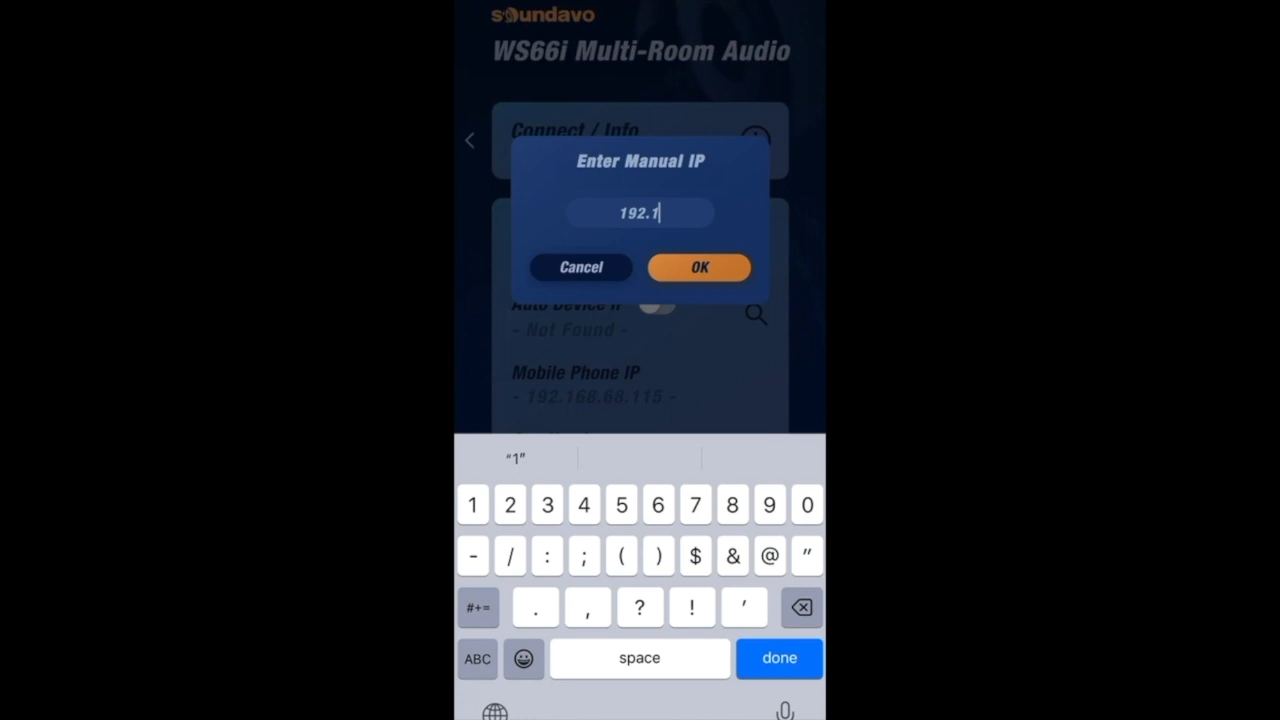 soundavo
WS66i Multi-Room Audio
Connect / Info
Enter Manual IP
192.1
Cancel OK
Auto Device IP
- Not Found -
Mobile Phone IP
- 192.168.68.115 -
“1”
1 2 3 4 5 6 7 8 9 0
- / : ; ( ) $ & @ "
#+= . , ? ! '
ABC space done